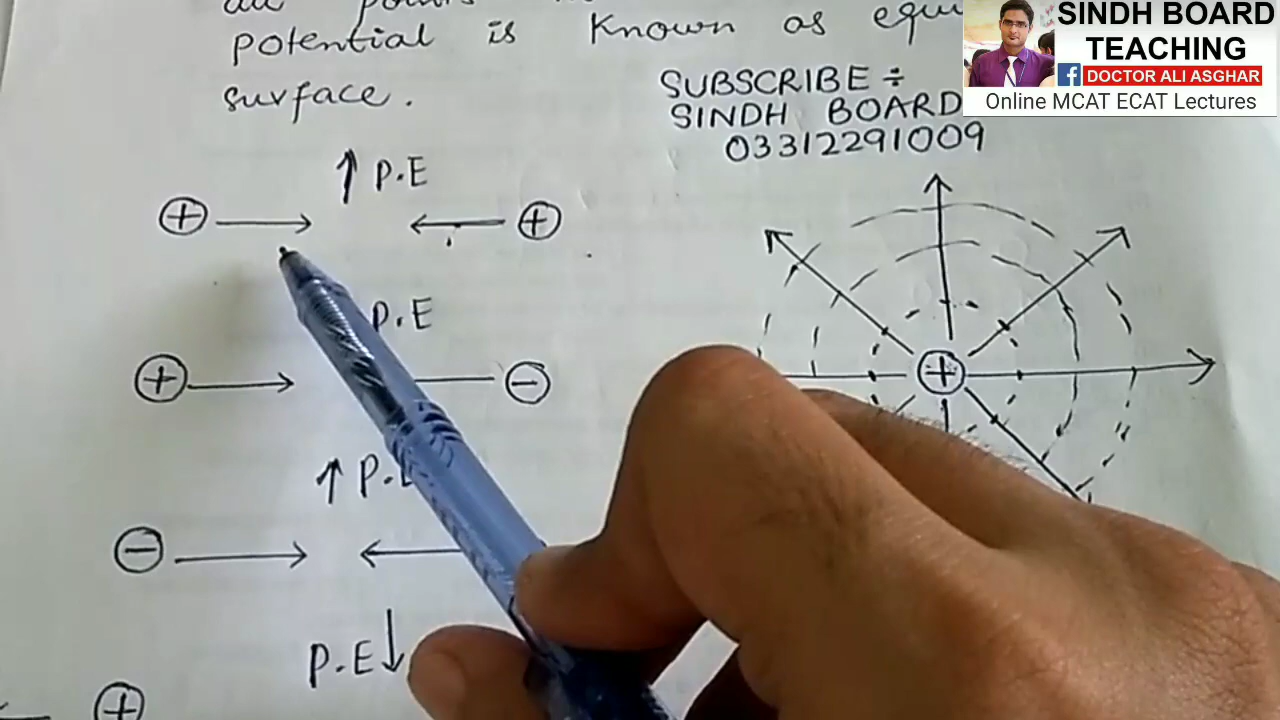 potential is known as
surface.
SUBSCRIBE ÷
SINDH BOARD
03312291009
SINDH BOARD
TEACHING
f DOCTOR ALI ASGHAR
Online MCAT ECAT Lectures
↑ P.E
+ → ← +
P.E
+ → −
↑ P.E
− → ←
P.E ↓
+
+